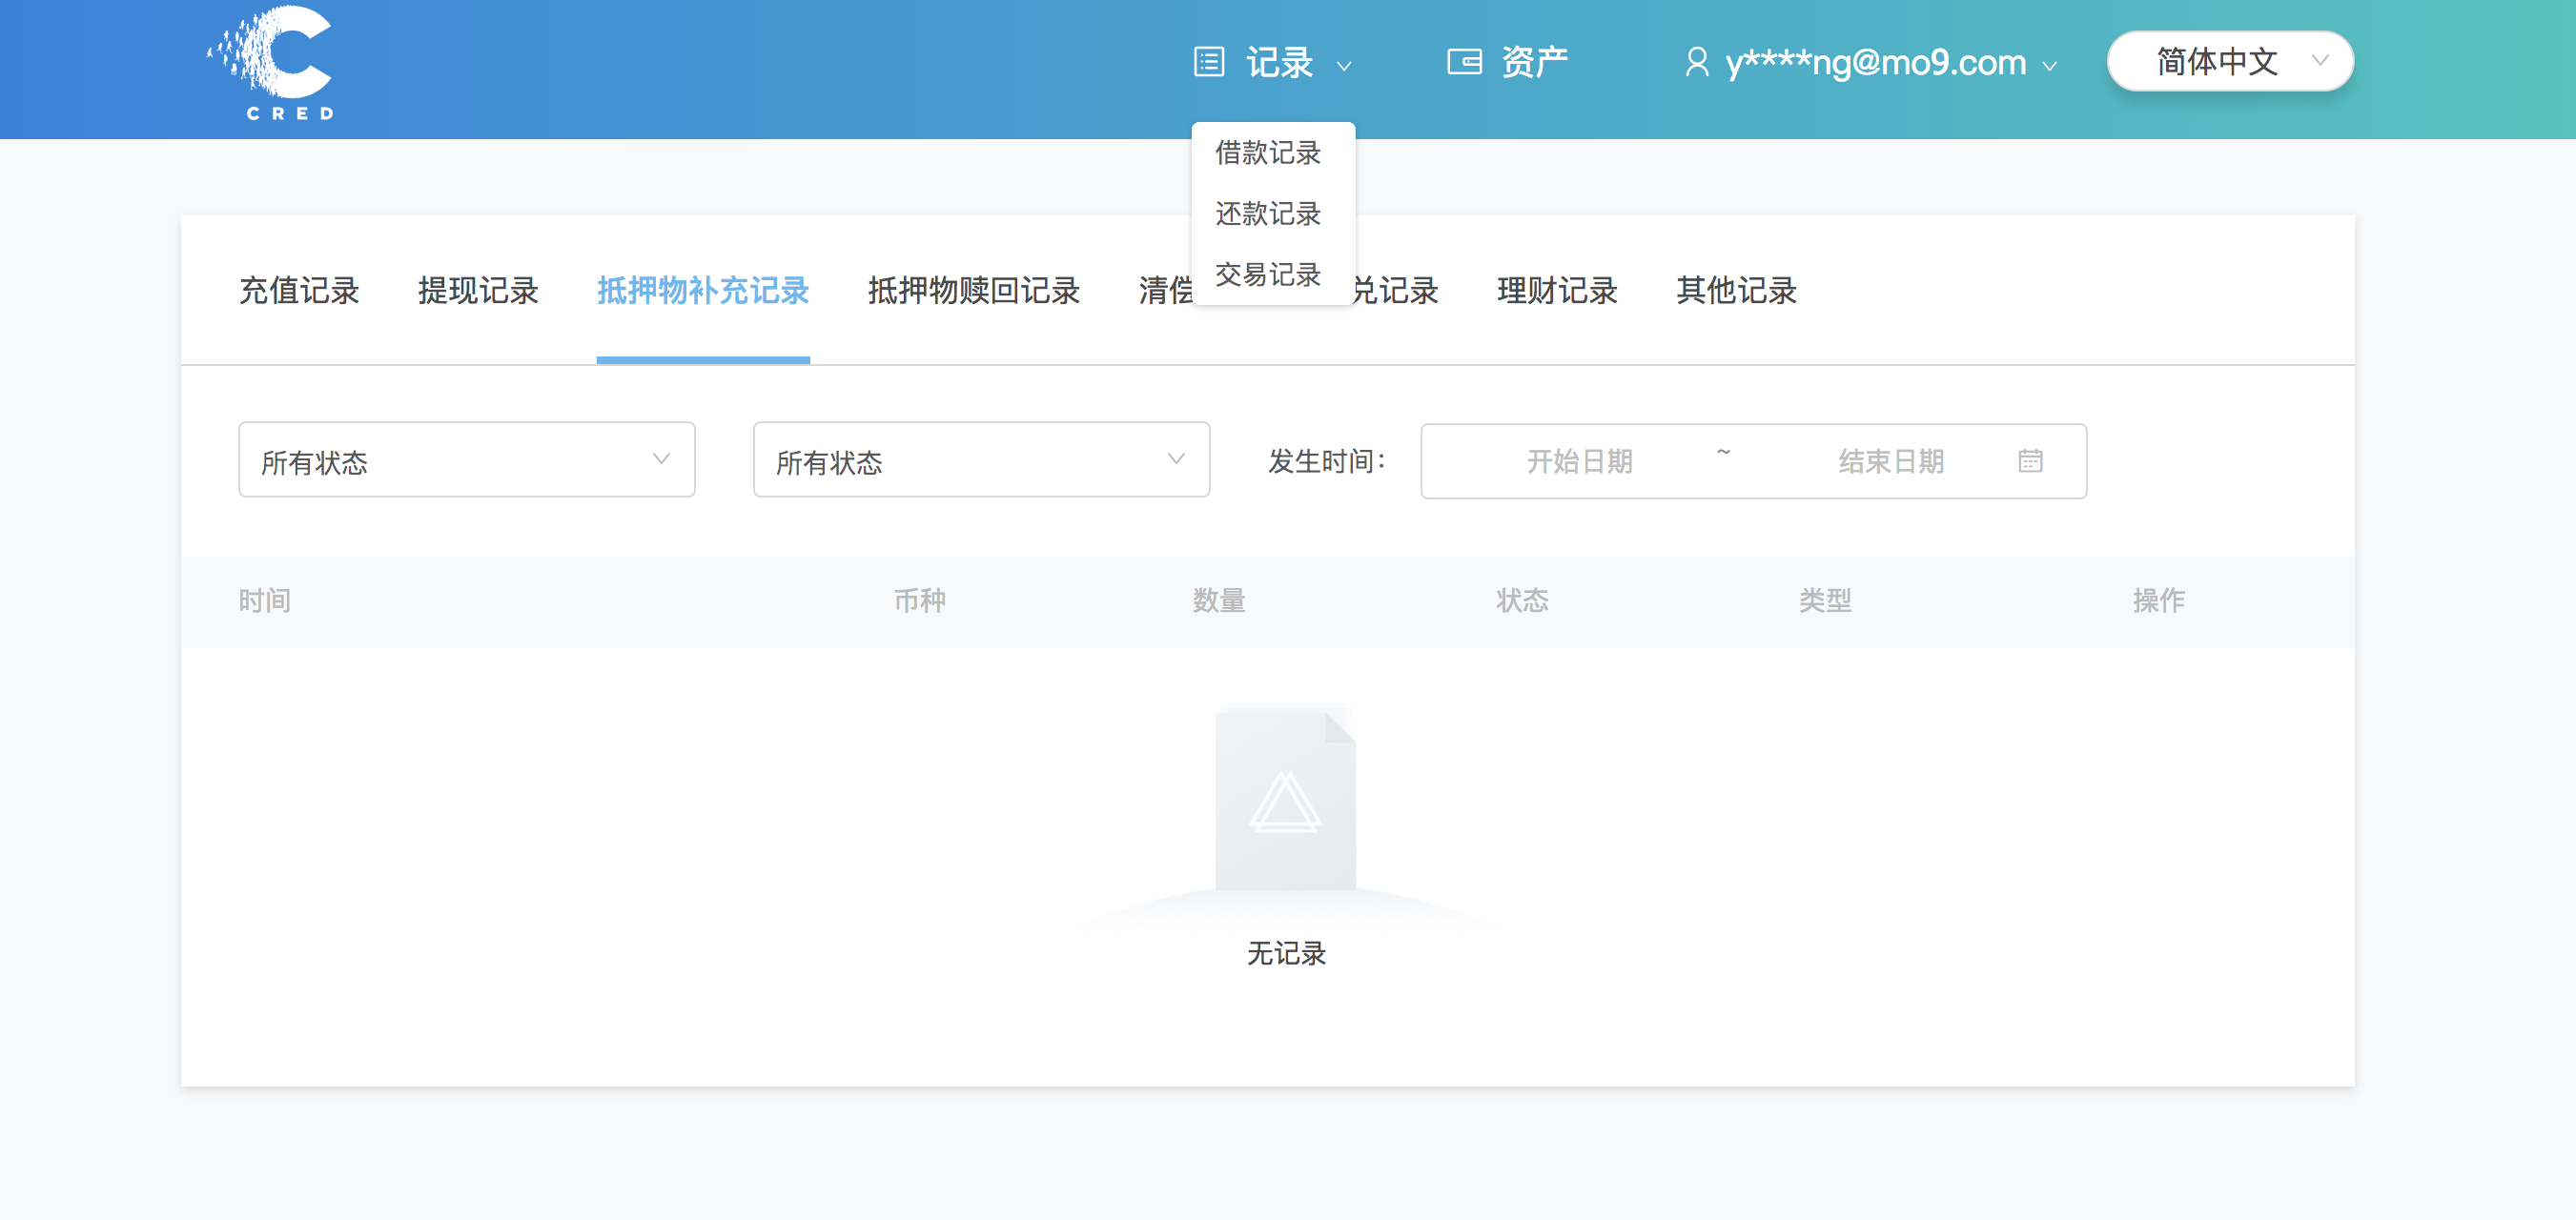 CRED
记录
资产
y****ng@mo9.com
简体中文
借款记录
还款记录
交易记录
充值记录
提现记录
抵押物补充记录
抵押物赎回记录
清偿
兑记录
理财记录
其他记录
所有状态
所有状态
发生时间：
开始日期
~
结束日期
时间
币种
数量
状态
类型
操作
无记录